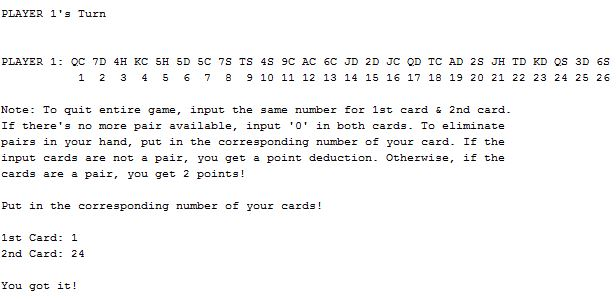 PLAYER 1's Turn
PLAYER 1: QC 7D 4H KC 5H 5D 5C 7S TS 4S 9C AC 6C JD 2D JC QD TC AD 2S JH TD KD QS 3D 6S
1 2 3 4 5 6 7 8 9 10 11 12 13 14 15 16 17 18 19 20 21 22 23 24 25 26
Note: To quit entire game, input the same number for 1st card & 2nd card.
If there's no more pair available, input '0' in both cards. To eliminate
pairs in your hand, put in the corresponding number of your card. If the
input cards are not a pair, you get a point deduction. Otherwise, if the
cards are a pair, you get 2 points!
Put in the corresponding number of your cards!
1st Card: 1
2nd Card: 24
You got it!